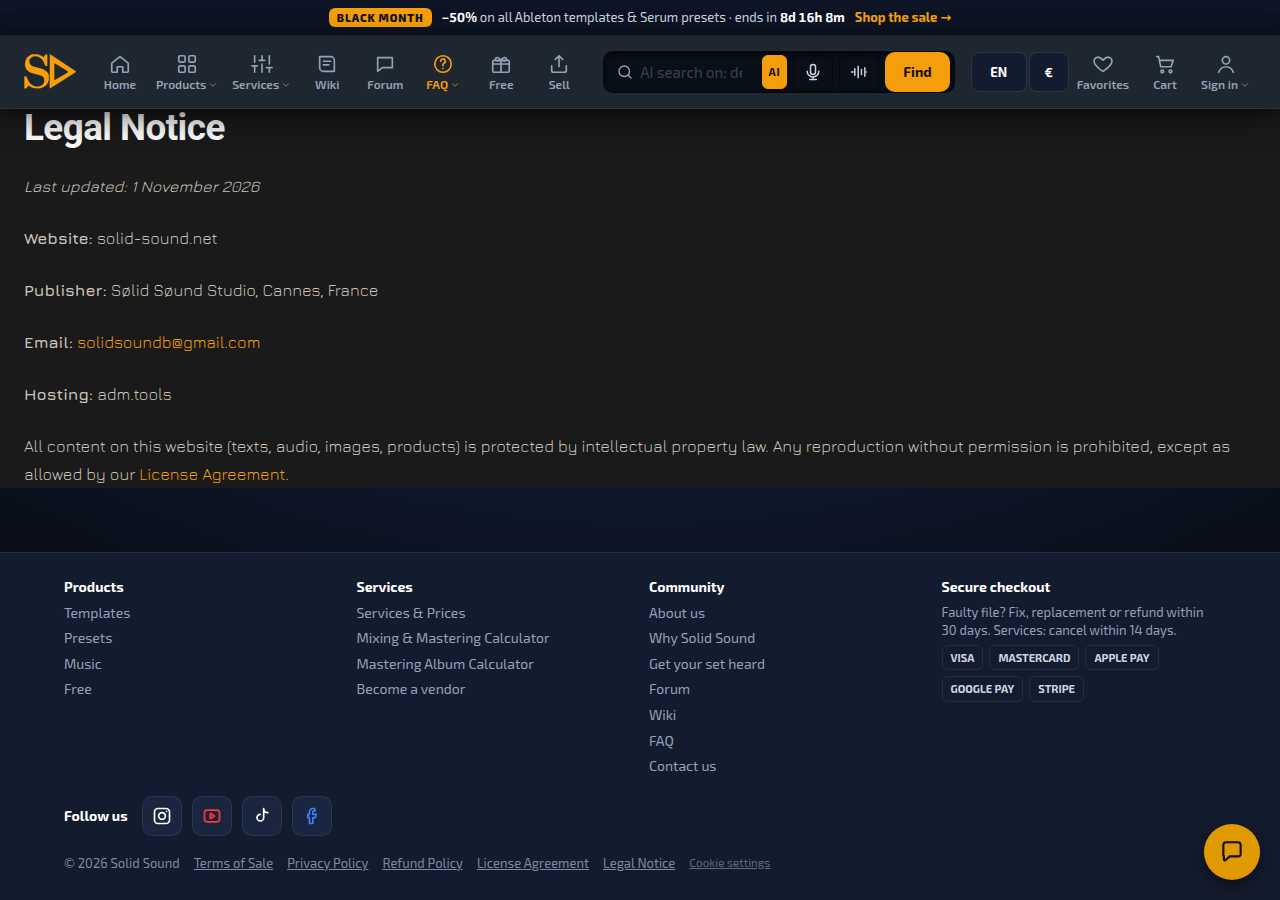 BLACK MONTH −50% on all Ableton templates & Serum presets · ends in 8d 16h 8m Shop the sale →
S
Home Products Services Wiki Forum FAQ Free Sell
AI search on: AI Find EN € Favorites Cart Sign in
Legal Notice
Last updated: 1 November 2026
Website: solid-sound.net
Publisher: Sølid Søund Studio, Cannes, France
Email: solidsoundb@gmail.com
Hosting: adm.tools
All content on this website (texts, audio, images, products) is protected by intellectual property law. Any reproduction without permission is prohibited, except as
allowed by our License Agreement.
Products
Templates
Presets
Music
Free
Services
Services & Prices
Mixing & Mastering Calculator
Mastering Album Calculator
Become a vendor
Community
About us
Why Solid Sound
Get your set heard
Forum
Wiki
FAQ
Contact us
Secure checkout
Faulty file? Fix, replacement or refund within
30 days. Services: cancel within 14 days.
VISA MASTERCARD APPLE PAY
GOOGLE PAY STRIPE
Follow us
© 2026 Solid Sound Terms of Sale Privacy Policy Refund Policy License Agreement Legal Notice Cookie settings